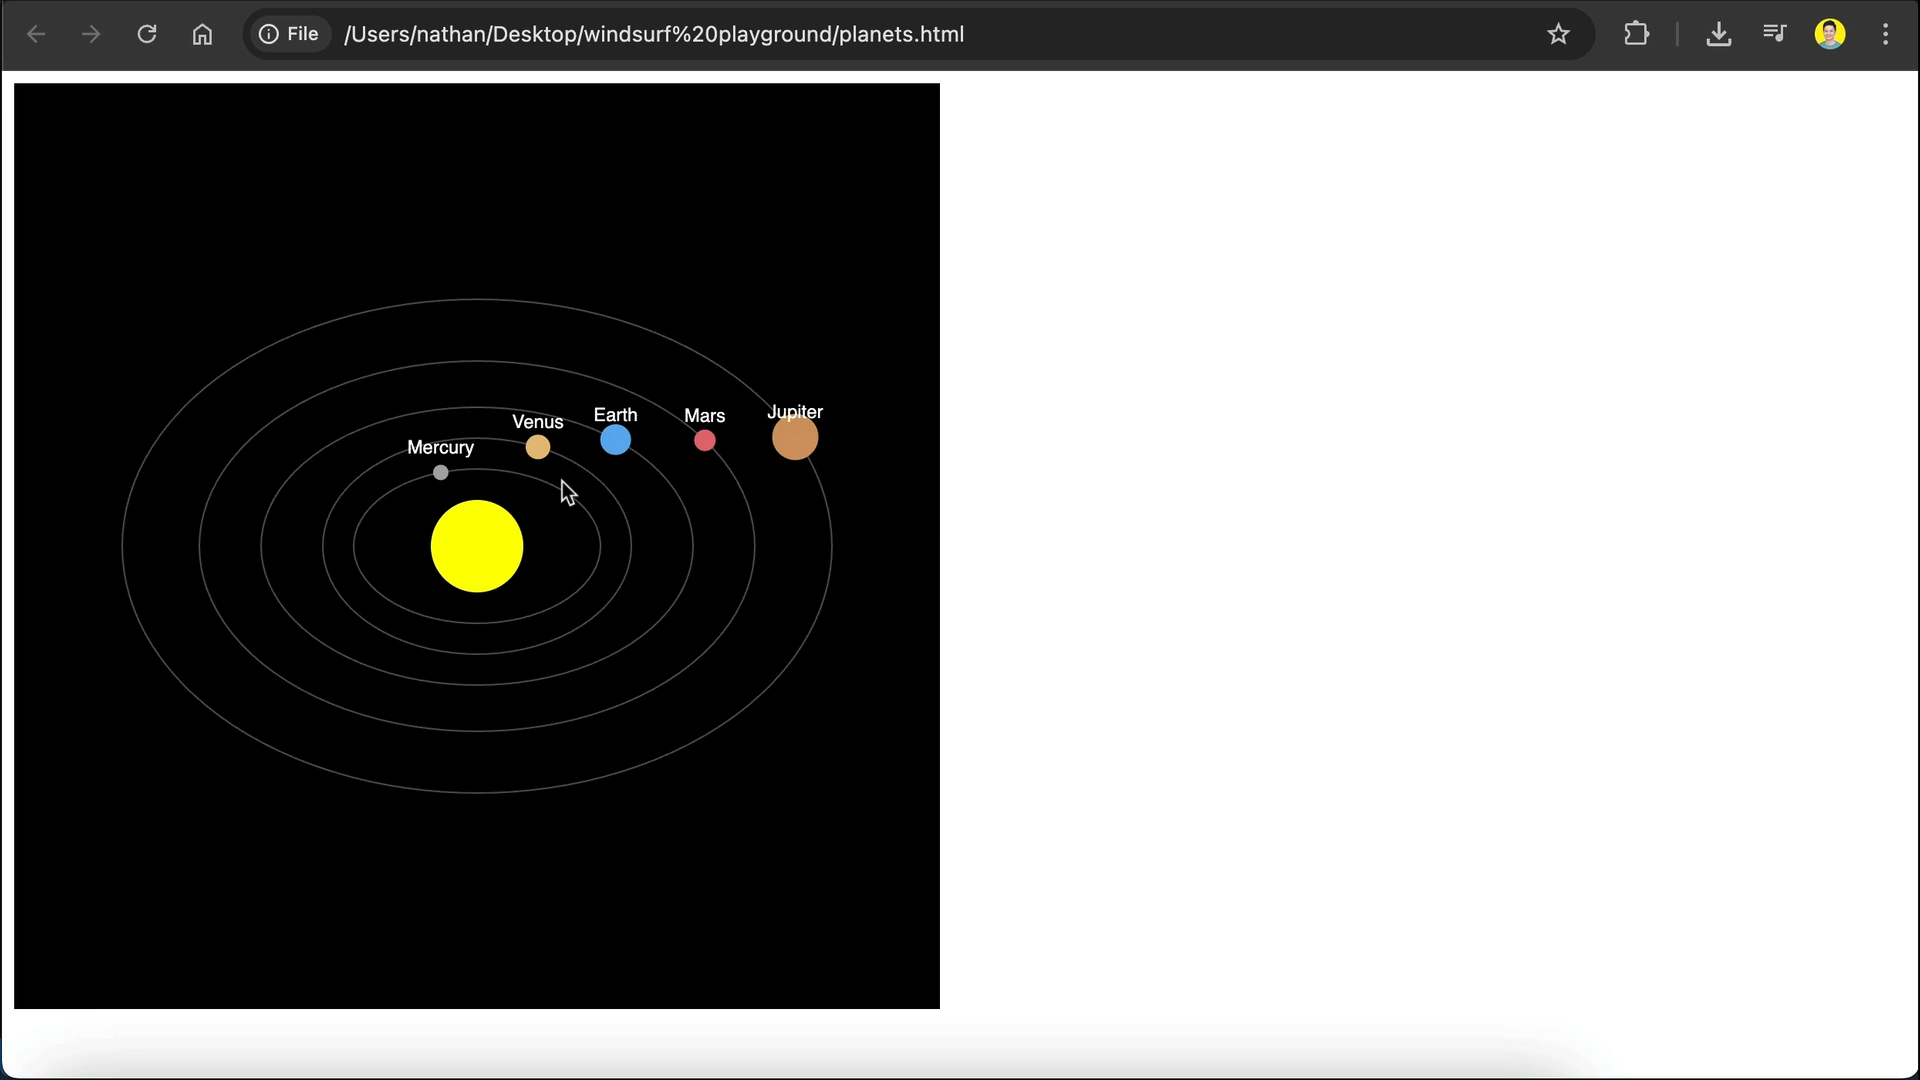 File /Users/nathan/Desktop/windsurf%20playground/planets.html
Jupiter
Earth
Mars
Venus
Mercury